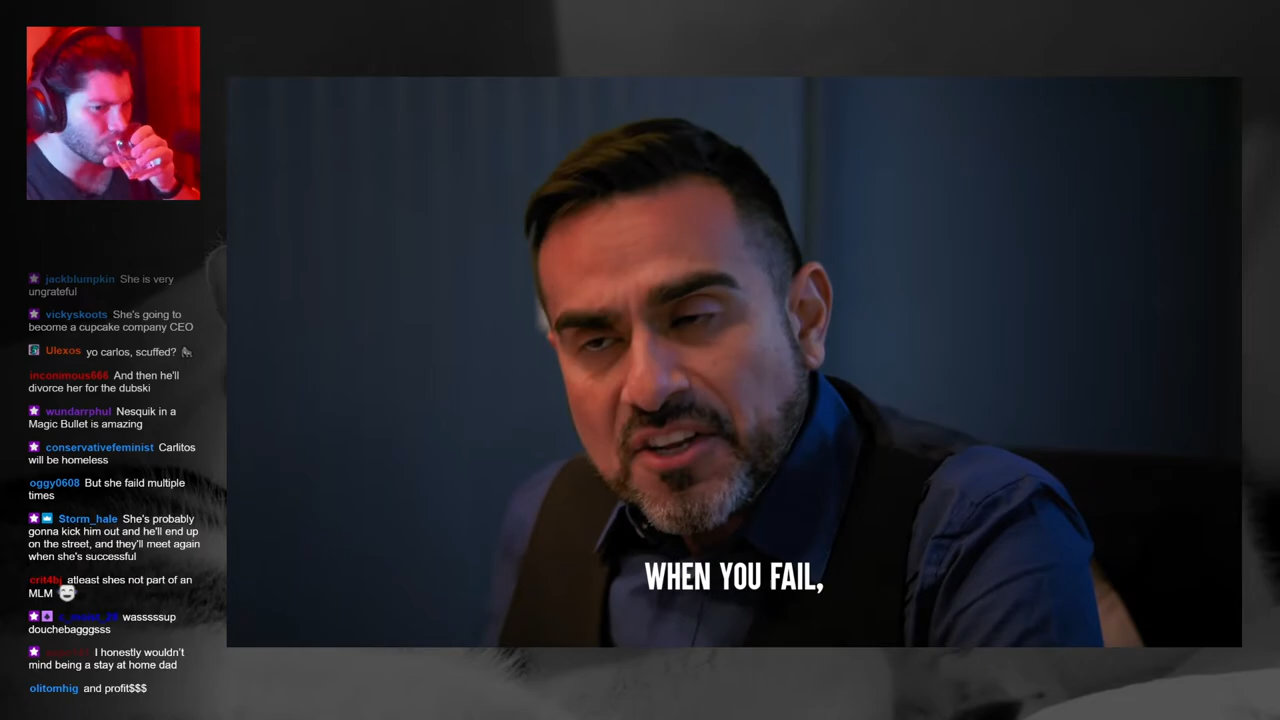 jackblumpkin She is very
ungrateful
vickyskoots She's going to
become a cupcake company CEO
Ulexos yo carlos, scuffed?
inconimous666 And then he'll
divorce her for the dubski
wundarrphul Nesquik in a
Magic Bullet is amazing
conservativefeminist Carlitos
will be homeless
oggy0608 But she faild multiple
times
Storm_hale She's probably
gonna kick him out and he'll end up
on the street, and they'll meet again
when she's successful
crit4bj atleast shes not part of an
MLM
wasssssup
douchebagggsss
I honestly wouldn't
mind being a stay at home dad
olitomhig and profit$$$
WHEN YOU FAIL,